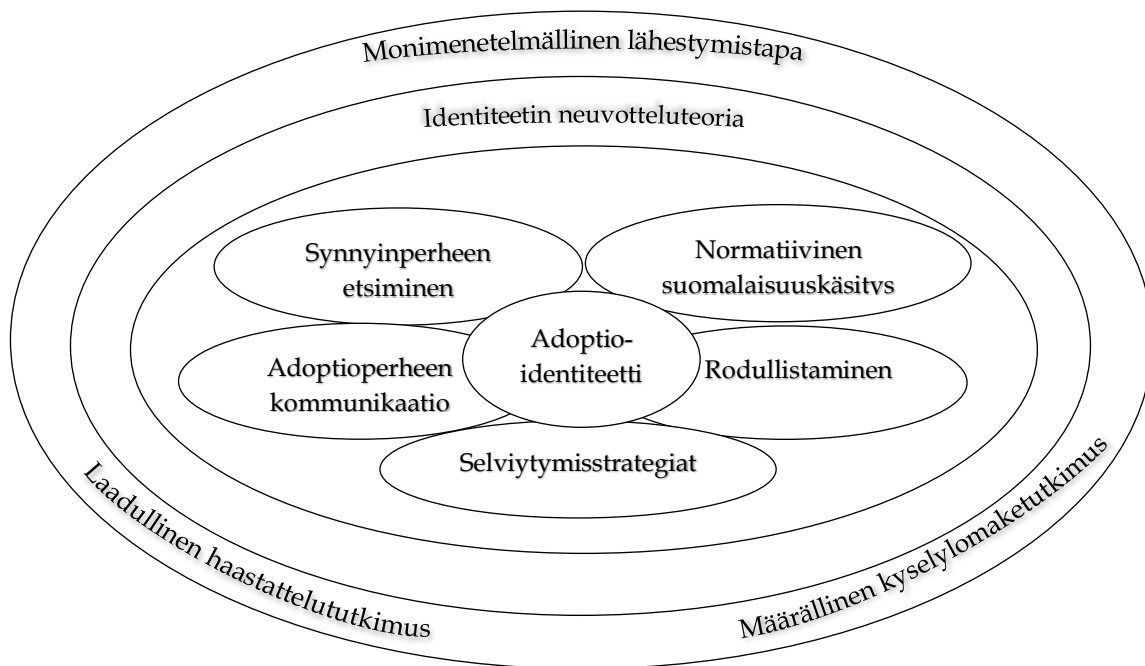 Monimenetelmällinen lähestymistapa
Identiteetin neuvotteluteoria
Synnyinperheen
etsiminen
Normatiivinen
suomalaisuuskäsitys
Adoptio-
identiteetti
Adoptioperheen
kommunikaatio
Rodullistaminen
Selviytymisstrategiat
Laadullinen haastattelututkimus
Määrällinen kyselylomaketutkimus